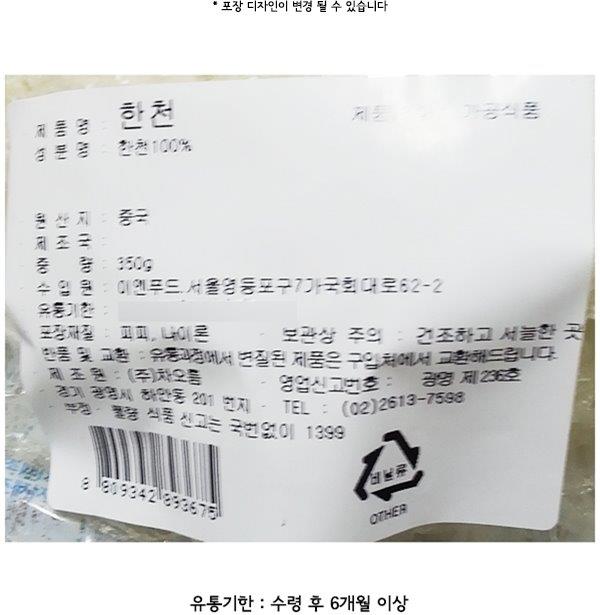 * 포장 디자인이 변경 될 수 있습니다
제품명 : 한천
가공식품
성분명 : 한천100%
원산지 : 중국
제조국 :
중 량 : 350g
수입원 : 이엔푸드.서울영등포구7가국회대로62-2
유통기한 :
포장재질 : 피피, 나이론 · 보관상 주의 : 건조하고 서늘한 곳
반품 및 교환 : 유통과정에서 변질된 제품은 구입처에서 교환해드립니다.
제 조 원 : (주)차오름 · 영업신고번호 : 광명 제236호
경기 광명시 하안동 201 번지 · TEL : (02)2613-7598
· 부정 · 불량 식품 신고는 국번없이 1399
8 809342 893675
비닐류
OTHER
유통기한 : 수령 후 6개월 이상